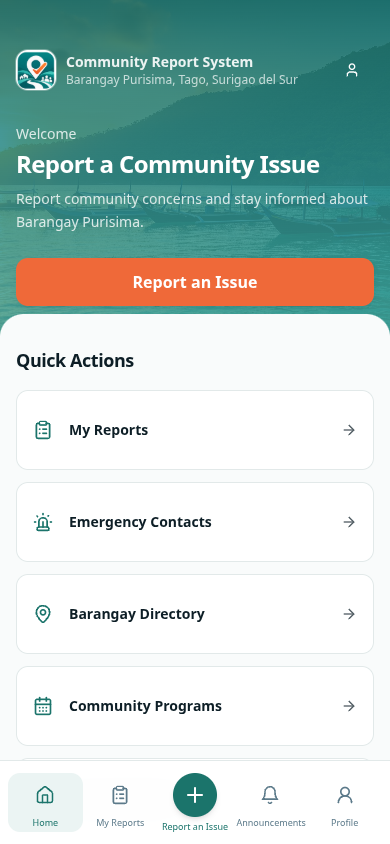 Community Report System
Barangay Purisima, Tago, Surigao del Sur
Welcome
Report a Community Issue
Report community concerns and stay informed about
Barangay Purisima.
Report an Issue
Quick Actions
My Reports
Emergency Contacts
Barangay Directory
Community Programs
Home
My Reports
Report an Issue
Announcements
Profile